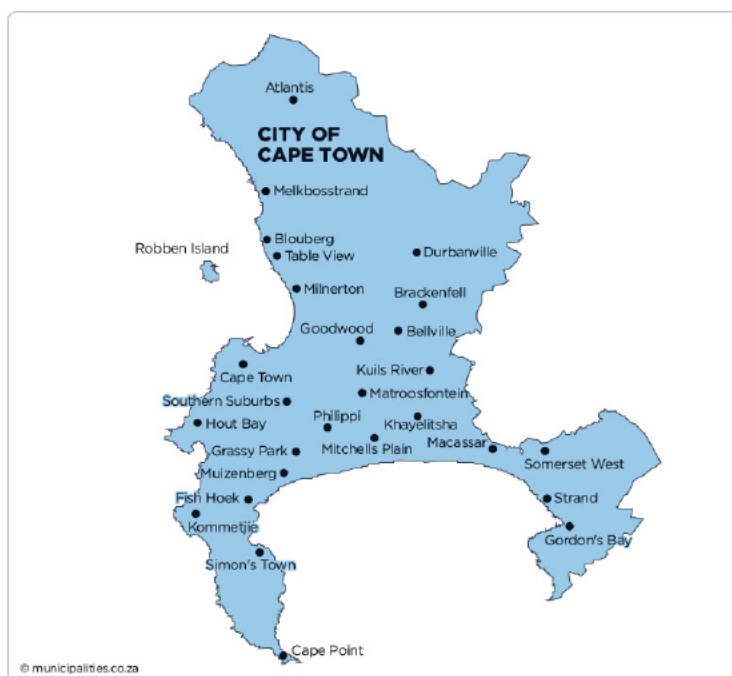 Atlantis
CITY OF
CAPE TOWN
Melkbosstrand
Blouberg
Robben Island
Table View
Durbanville
Milnerton
Brackenfell
Goodwood
Bellville
Cape Town
Kuils River
Matroosfontein
Southern Suburbs
Philippi
Khayelitsha
Hout Bay
Macassar
Grassy Park
Mitchells Plain
Somerset West
Muizenberg
Fish Hoek
Strand
Kommetjie
Gordon's Bay
Simon's Town
Cape Point
© municipalities.co.za